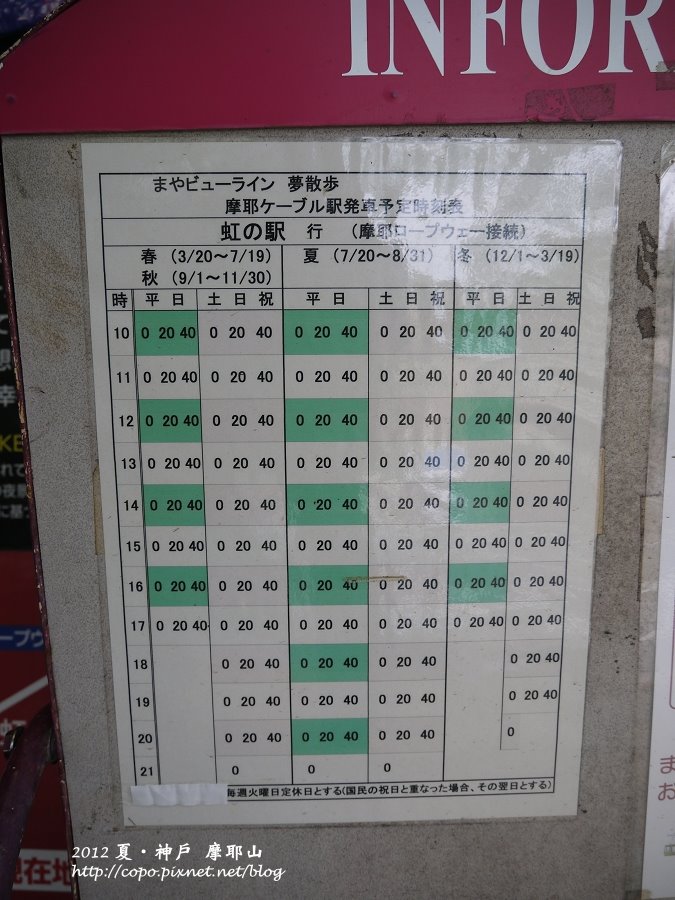 INFOR
まやビューライン 夢散歩
摩耶ケーブル駅発車予定時刻表
虹の駅 行 (摩耶ロープウェー接続)
春 (3/20～7/19) 夏 (7/20～8/31) 冬 (12/1～3/19)
秋 (9/1～11/30)
時 平日 土日祝 平日 土日祝 平日 土日祝
10 0 20 40 0 20 40 0 20 40 0 20 40 0 20 40 0 20 40
11 0 20 40 0 20 40 0 20 40 0 20 40 0 20 40 0 20 40
12 0 20 40 0 20 40 0 20 40 0 20 40 0 20 40 0 20 40
13 0 20 40 0 20 40 0 20 40 0 20 40 0 20 40 0 20 40
14 0 20 40 0 20 40 0 20 40 0 20 40 0 20 40 0 20 40
15 0 20 40 0 20 40 0 20 40 0 20 40 0 20 40 0 20 40
16 0 20 40 0 20 40 0 20 40 0 20 40 0 20 40 0 20 40
17 0 20 40 0 20 40 0 20 40 0 20 40 0 20 40 0 20 40
18 0 20 40 0 20 40 0 20 40 0 20 40
19 0 20 40 0 20 40 0 20 40 0 20 40
20 0 20 40 0 20 40 0 20 40 0
21 0 0 0
毎週火曜日定休日とする(国民の祝日と重なった場合、その翌日とする)
現在地
2012 夏・神戶 摩耶山
http://copo.pixnet.net/blog